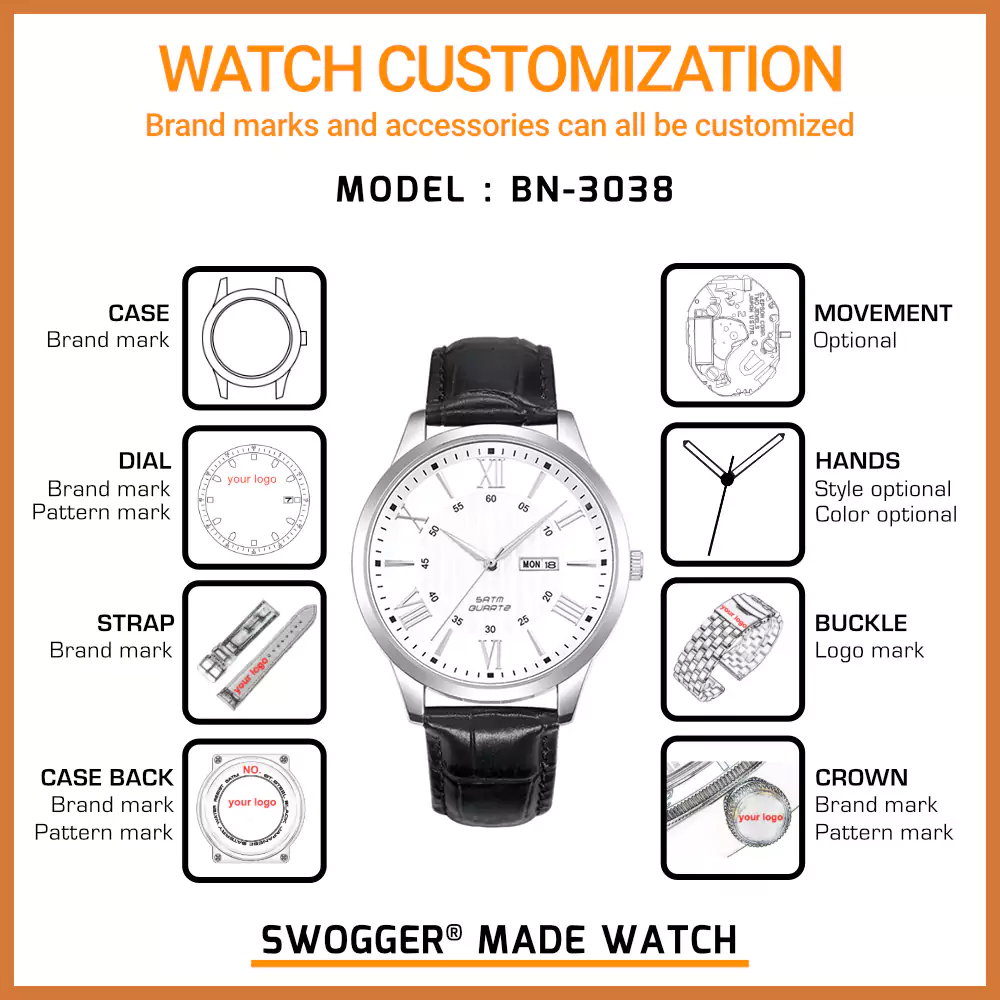 WATCH CUSTOMIZATION
Brand marks and accessories can all be customized
MODEL : BN-3038
CASE
Brand mark
DIAL
Brand mark
Pattern mark
your logo
7
STRAP
Brand mark
your logo
CASE BACK
Brand mark
Pattern mark
NO.
your logo
XII
60
55
05
50
10
45
MON 18
40
20
35
25
30
5ATM
QUARTZ
MOVEMENT
Optional
HANDS
Style optional
Color optional
BUCKLE
Logo mark
your logo
CROWN
Brand mark
Pattern mark
your logo
SWOGGER® MADE WATCH